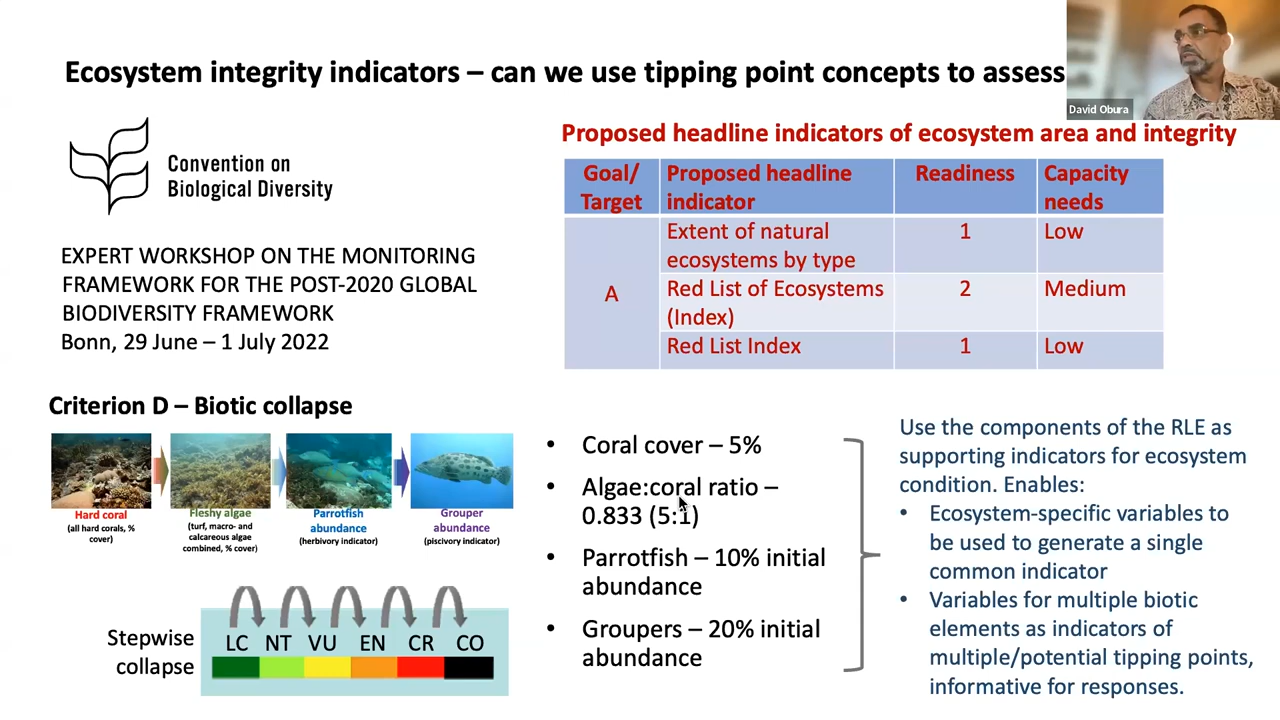 Ecosystem integrity indicators – can we use tipping point concepts to assess
David Obura
Convention on
Biological Diversity
EXPERT WORKSHOP ON THE MONITORING
FRAMEWORK FOR THE POST-2020 GLOBAL
BIODIVERSITY FRAMEWORK
Bonn, 29 June – 1 July 2022
Proposed headline indicators of ecosystem area and integrity
Goal/
Target
Proposed headline
indicator
Readiness
Capacity
needs
A
Extent of natural
ecosystems by type
1
Low
Red List of Ecosystems
(Index)
2
Medium
Red List Index
1
Low
Criterion D – Biotic collapse
Hard coral
(all hard corals, %
cover)
Fleshy algae
(turf, macro- and
calcareous algae
combined, % cover)
Parrotfish
abundance
(herbivory indicator)
Grouper
abundance
(piscivory indicator)
Stepwise
collapse
LC NT VU EN CR CO
• Coral cover – 5%
• Algae:coral ratio –
0.833 (5:1)
• Parrotfish – 10% initial
abundance
• Groupers – 20% initial
abundance
Use the components of the RLE as
supporting indicators for ecosystem
condition. Enables:
• Ecosystem-specific variables to
be used to generate a single
common indicator
• Variables for multiple biotic
elements as indicators of
multiple/potential tipping points,
informative for responses.